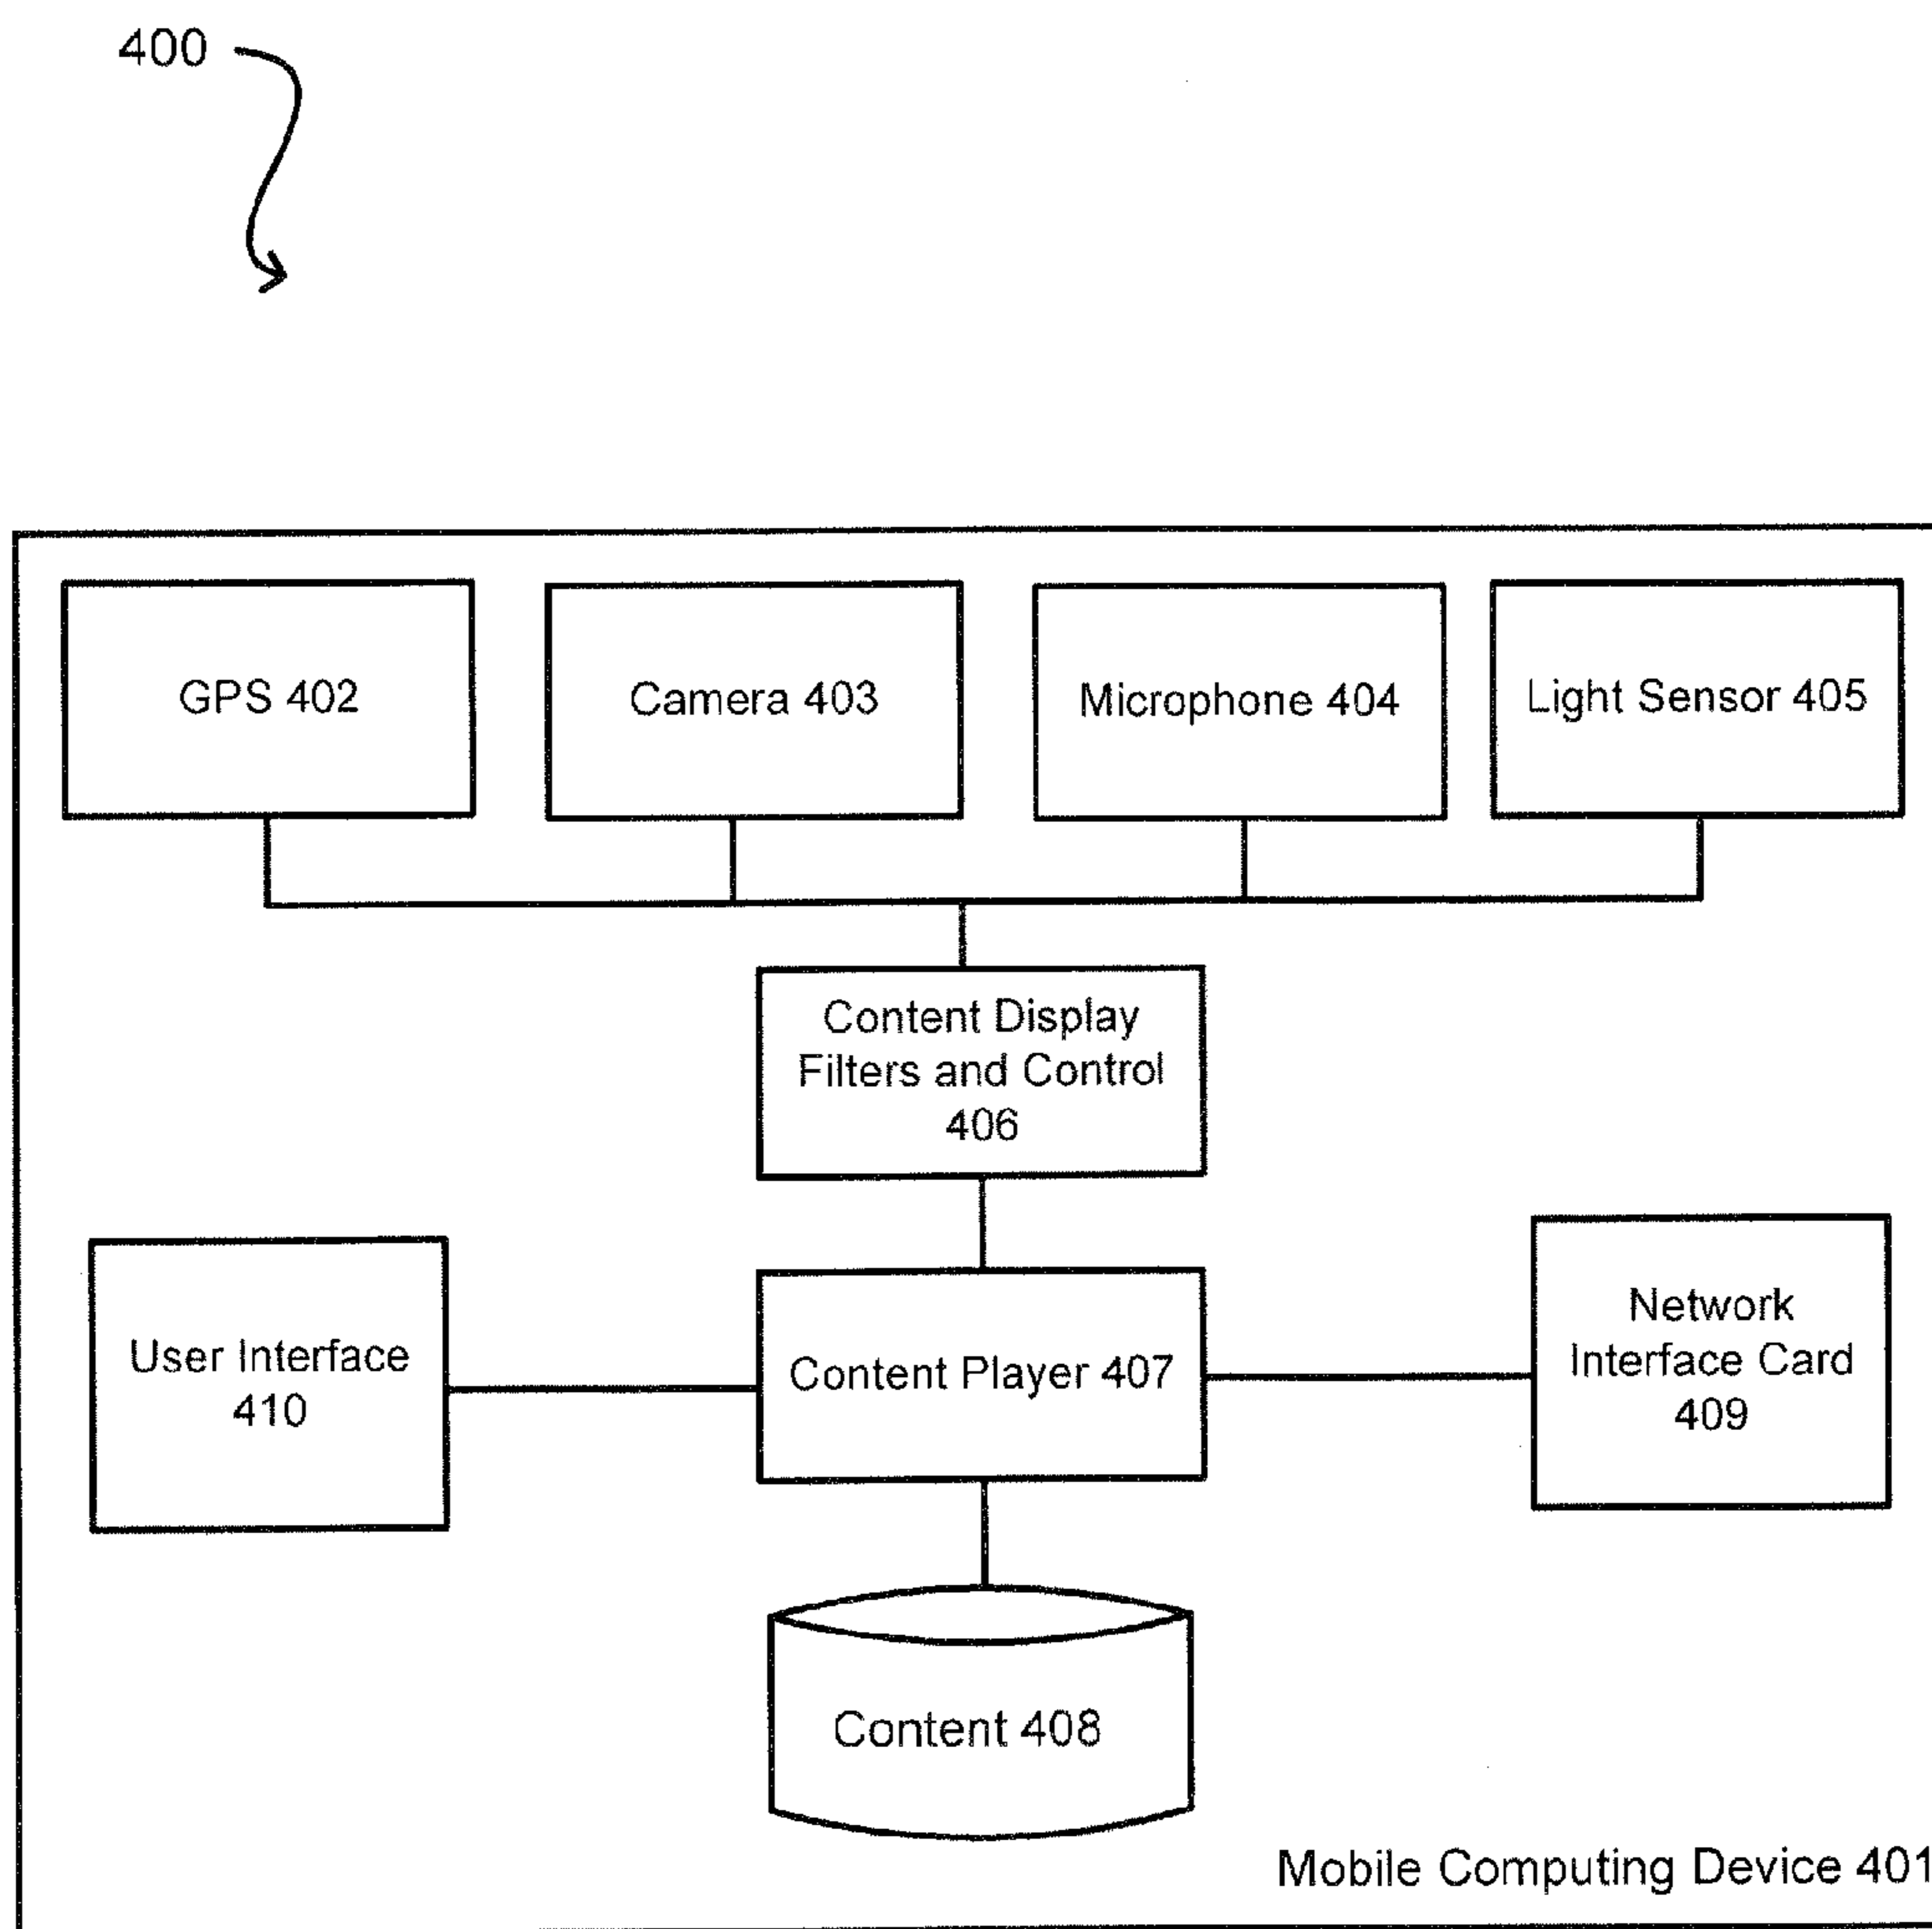 400
GPS 402
Camera 403
Microphone 404
Light Sensor 405
Content Display
Filters and Control
406
User Interface
410
Content Player 407
Network
Interface Card
409
Content 408
Mobile Computing Device 401